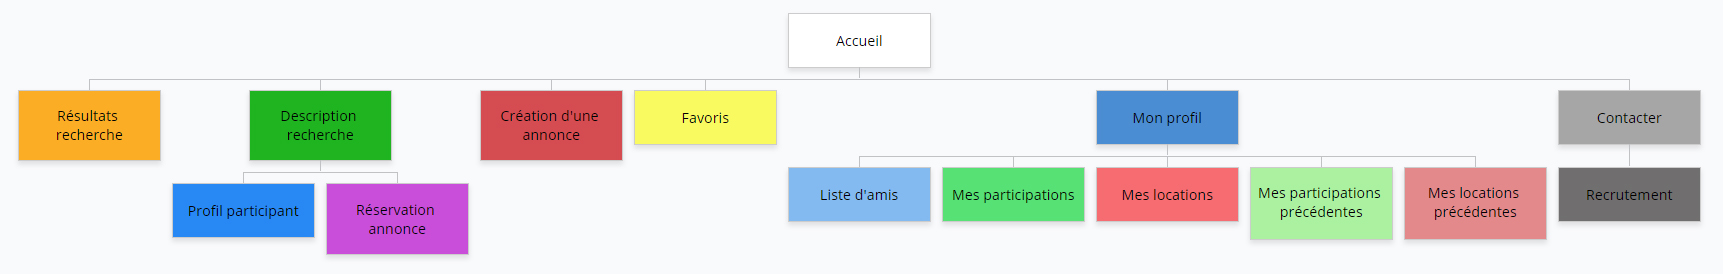 Accueil
Résultats
recherche
Description
recherche
Création d'une
annonce
Favoris
Mon profil
Contacter
Profil participant
Réservation
annonce
Liste d'amis
Mes participations
Mes locations
Mes participations
précédentes
Mes locations
précédentes
Recrutement